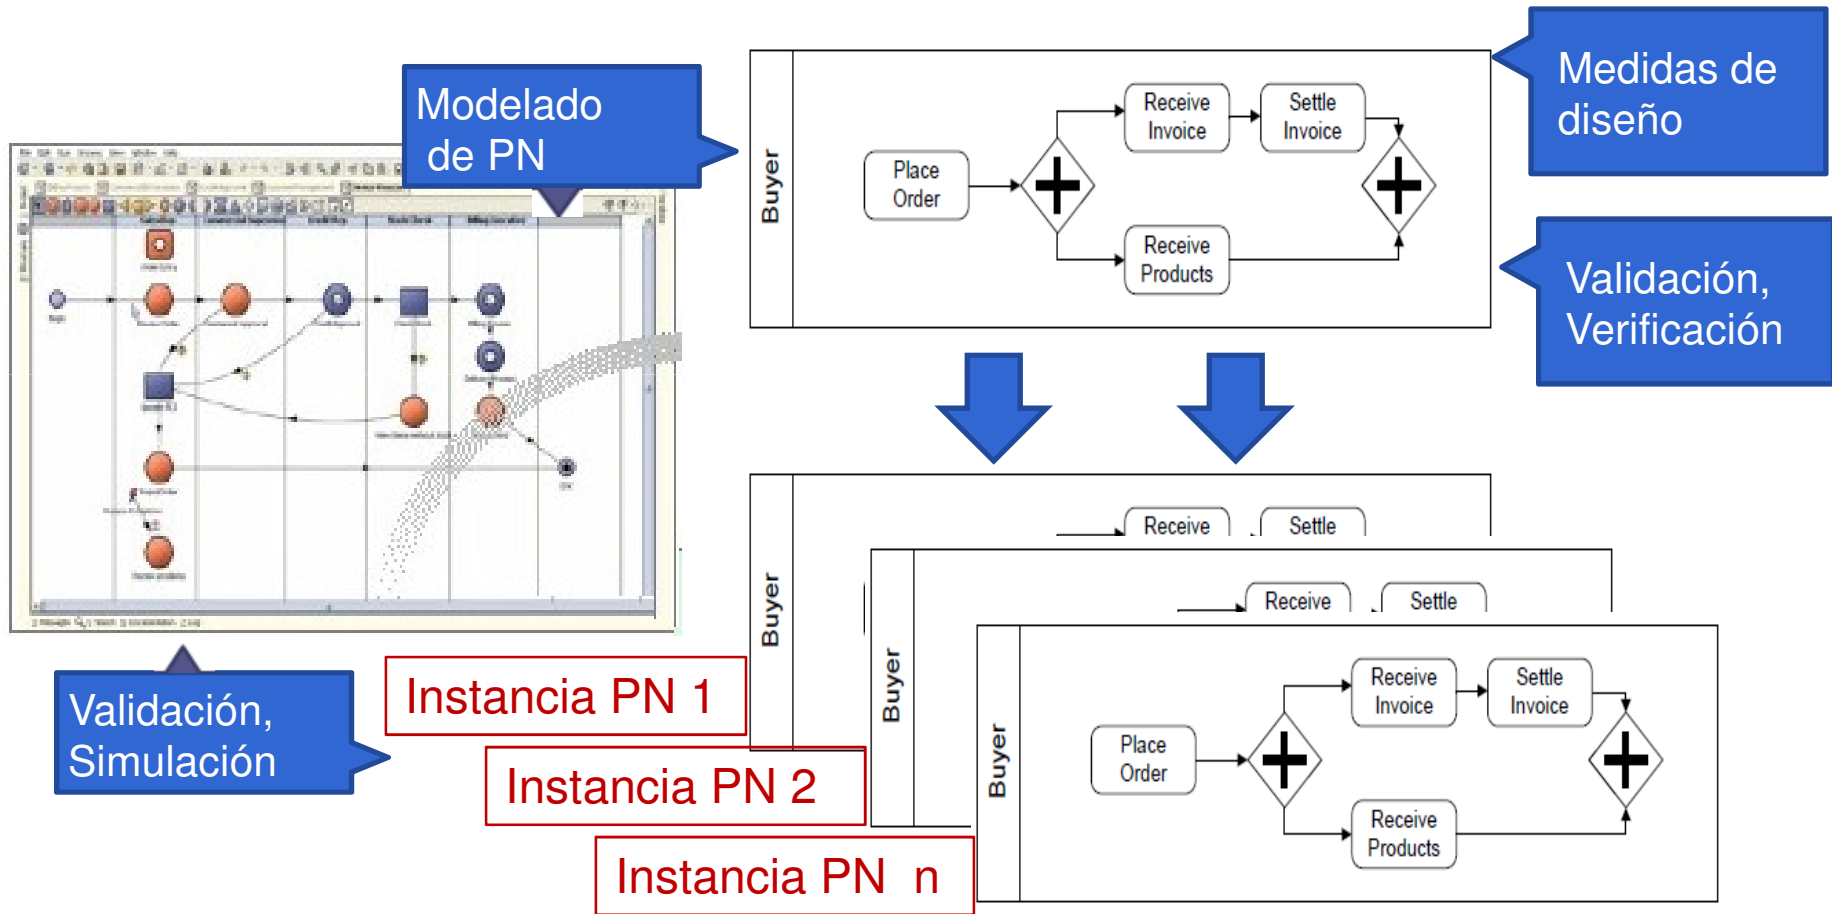 Modelado
de PN
Medidas de
diseño
Buyer
Place
Order
Receive
Invoice
Settle
Invoice
Receive
Products
Validación,
Verificación
Validación,
Simulación
Instancia PN 1
Instancia PN 2
Instancia PN n
Buyer
Receive
Settle
Buyer
Receive
Settle
Buyer
Place
Order
Receive
Invoice
Settle
Invoice
Receive
Products